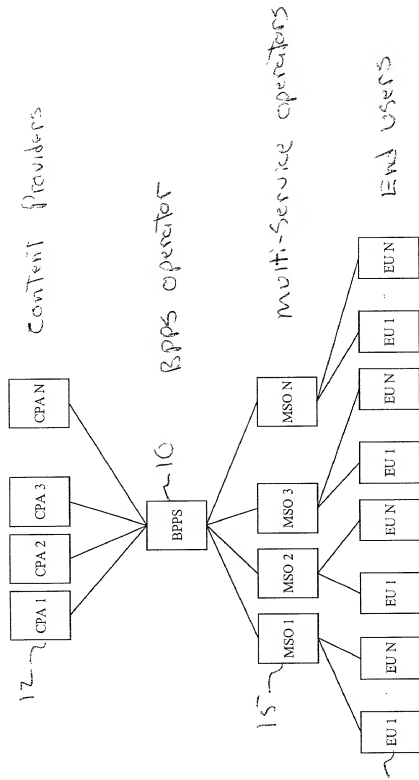 Content Providers
CPA 1
CPA 2
CPA 3
CPA N
12
BPPS operator
BPPS
10
Multi-Service operators
MSO 1
MSO 2
MSO 3
MSO N
15
End users
EU 1
EU N
EU 1
EU N
EU 1
EU N
EU 1
EU N